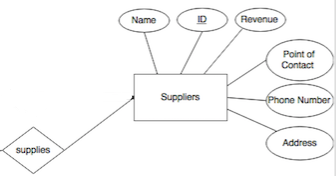 Name
ID
Revenue
Point of
Contact
Suppliers
Phone Number
Address
supplies